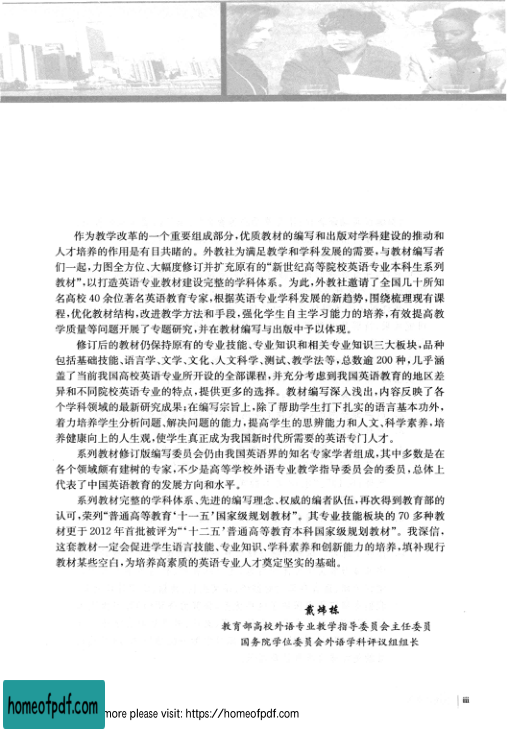 作为教学改革的一个重要组成部分,优质教材的编写和出版对学科建设的推动和
人才培养的作用是有目共睹的。外教社为满足教学和学科发展的需要,与教材编写者
们一起,力图全方位、大幅度修订并扩充原有的“新世纪高等院校英语专业本科生系列
教材”,以打造英语专业教材建设完整的学科体系。为此,外教社邀请了全国几十所知
名高校 40 余位著名英语教育专家,根据英语专业学科发展的新趋势,围绕梳理现有课
程,优化教材结构,改进教学方法和手段,强化学生自主学习能力的培养,有效提高教
学质量等问题开展了专题研究,并在教材编写与出版中予以体现。
修订后的教材仍保持原有的专业技能、专业知识和相关专业知识三大板块,品种
包括基础技能、语言学、文学、文化、人文科学、测试、教学法等,总数逾 200 种,几乎涵
盖了当前我国高校英语专业所开设的全部课程,并充分考虑到我国英语教育的地区差
异和不同院校英语专业的特点,提供更多的选择。教材编写深入浅出,内容反映了各
个学科领域的最新研究成果;在编写宗旨上,除了帮助学生打下扎实的语言基本功外,
着力培养学生分析问题、解决问题的能力,提高学生的思辨能力和人文、科学素养,培
养健康向上的人生观,使学生真正成为我国新时代所需要的英语专门人才。
系列教材修订版编写委员会仍由我国英语界的知名专家学者组成,其中多数是在
各个领域颇有建树的专家,不少是高等学校外语专业教学指导委员会的委员,总体上
代表了中国英语教育的发展方向和水平。
系列教材完整的学科体系、先进的编写理念、权威的编者队伍,再次得到教育部的
认可,荣列“普通高等教育‘十一五’国家级规划教材”。其专业技能板块的 70 多种教
材更于 2012 年首批被评为“‘十二五’普通高等教育本科国家级规划教材”。我深信,
这套教材一定会促进学生语言技能、专业知识、学科素养和创新能力的培养,填补现行
教材某些空白,为培养高素质的英语专业人才奠定坚实的基础。
戴炜栋
教育部高校外语专业教学指导委员会主任委员
国务院学位委员会外语学科评议组组长
iii
homeofpdf.com
more please visit: https://homeofpdf.com